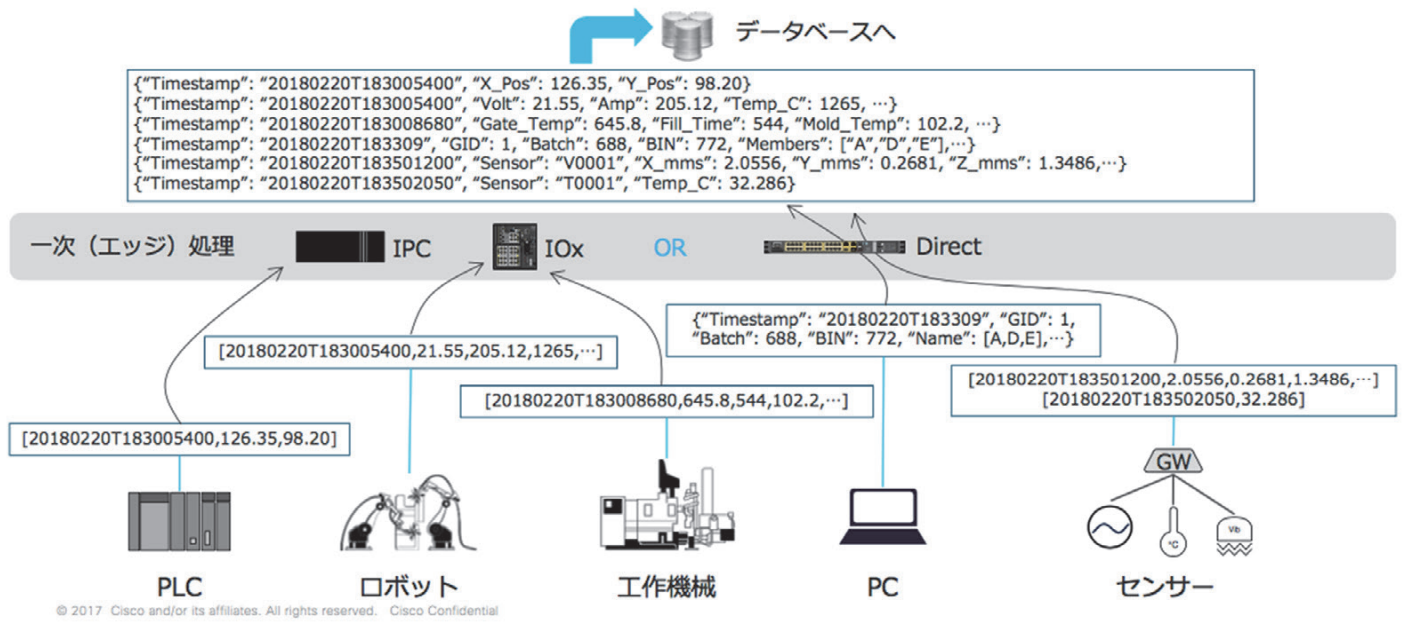 データベースへ
{“Timestamp”: “20180220T183005400”, “X_Pos”: 126.35, “Y_Pos”: 98.20}
{“Timestamp”: “20180220T183005400”, “Volt”: 21.55, “Amp”: 205.12, “Temp_C”: 1265, …}
{“Timestamp”: “20180220T183008680”, “Gate_Temp”: 645.8, “Fill_Time”: 544, “Mold_Temp”: 102.2, …}
{“Timestamp”: “20180220T183309”, “GID”: 1, “Batch”: 688, “BIN”: 772, “Members”: [“A”,”D”,”E”],…}
{“Timestamp”: “20180220T183501200”, “Sensor”: “V0001”, “X_mms”: 2.0556, “Y_mms”: 0.2681, “Z_mms”: 1.3486,…}
{“Timestamp”: “20180220T183502050”, “Sensor”: “T0001”, “Temp_C”: 32.286}
一次（エッジ）処理
IPC
IOx
OR
Direct
{“Timestamp”: “20180220T183309”, “GID”: 1,
“Batch”: 688, “BIN”: 772, “Name”: [A,D,E],…}
[20180220T183005400,21.55,205.12,1265,…]
[20180220T183501200,2.0556,0.2681,1.3486,…]
[20180220T183502050,32.286]
[20180220T183008680,645.8,544,102.2,…]
[20180220T183005400,126.35,98.20]
GW
°C
Vib
PLC
ロボット
工作機械
PC
センサー
© 2017 Cisco and/or its affiliates. All rights reserved. Cisco Confidential